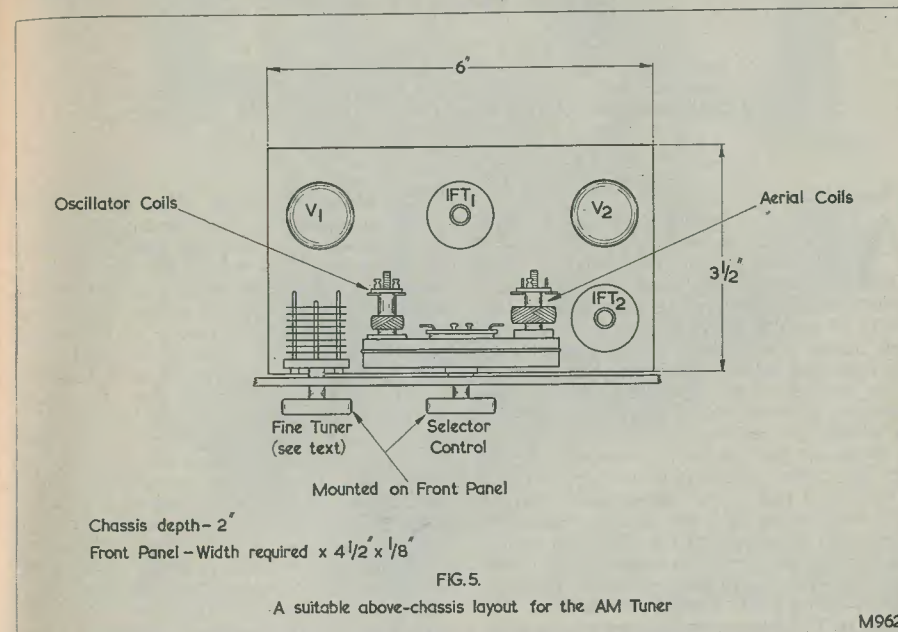 6"
Oscillator Coils
V1
IFT1
V2
Aerial Coils
3 1/2"
IFT2
Fine Tuner
(see text)
Selector
Control
Mounted on Front Panel
Chassis depth- 2"
Front Panel - Width required x 4 1/2" x 1/8"
FIG.5.
A suitable above-chassis layout for the AM Tuner
M962